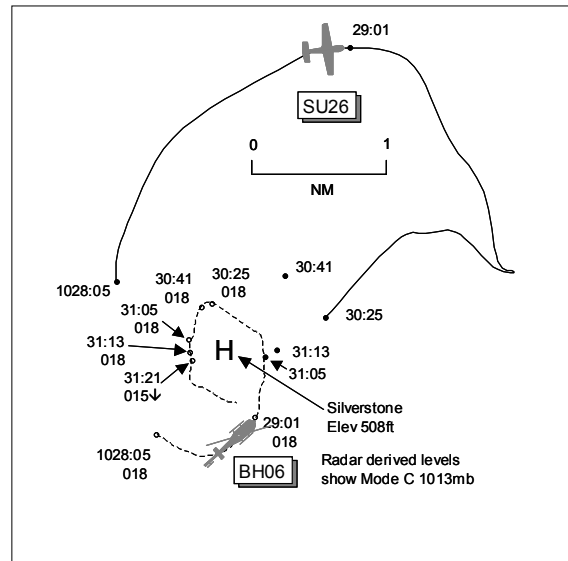 29:01
SU26
0 1
NM
1028:05
30:41
018
30:25
018
30:41
31:05
018
30:25
31:13
018
H
31:13
31:05
31:21
015↓
Silverstone
Elev 508ft
29:01
018
1028:05
018
BH06
Radar derived levels
show Mode C 1013mb